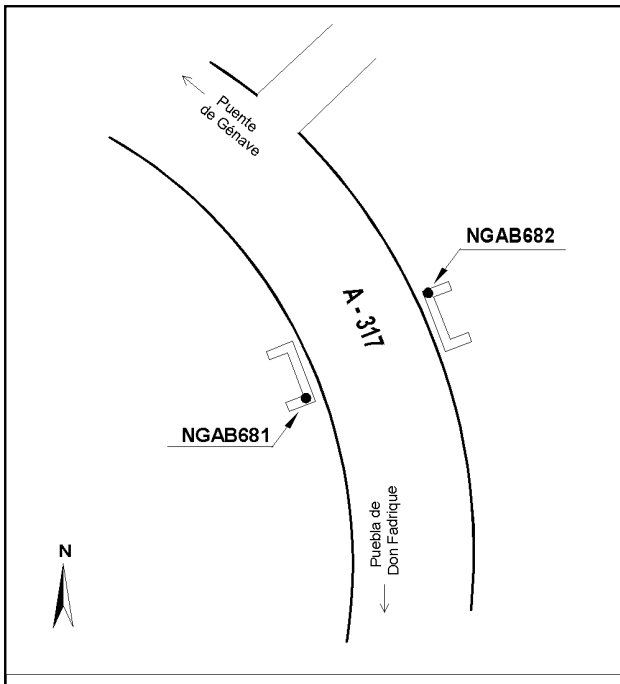 Puente
de Génave
NGAB682
A - 317
NGAB681
Puebla de
Don Fadrique
N